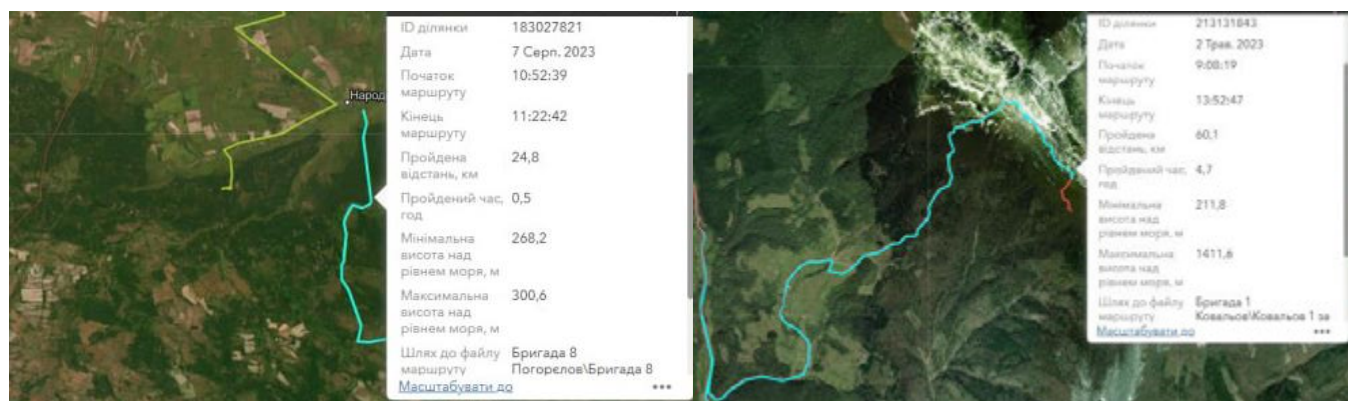 Народ
ID ділянки 183027821
Дата 7 Серп. 2023
Початок 10:52:39
маршруту
Кінець 11:22:42
маршруту
Пройдена 24,8
відстань, км
Пройдений час, 0,5
год
Мінімальна 268,2
висота над
рівнем моря, м
Максимальна 300,6
висота над
рівнем моря, м
Шлях до файлу Бригада 8
маршруту Погорєлов\Бригада 8
Масштабувати до
ID ділянки 213131843
Дата 2 Трав. 2023
Початок 9:08:19
маршруту
Кінець 13:52:47
маршруту
Пройдена 60,1
відстань, км
Пройдений час, 4,7
год
Мінімальна 211,8
висота над
рівнем моря, м
Максимальна 1411,6
висота над
рівнем моря, м
Шлях до файлу Бригада 1
маршруту Ковальов\Ковальов 1 за
Масштабувати до